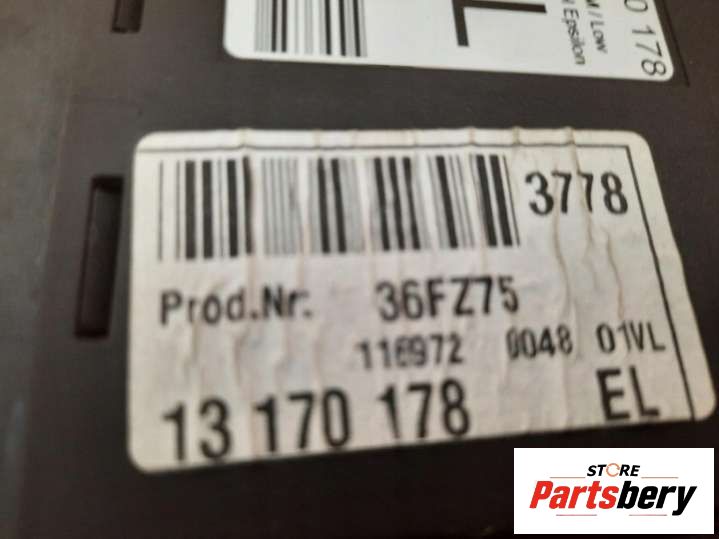 L
M / Low
Epsilon
0 178
3778
Prod.Nr. 36FZ75
116972 0048 01VL
13 170 178 EL
STORE
Partsbery